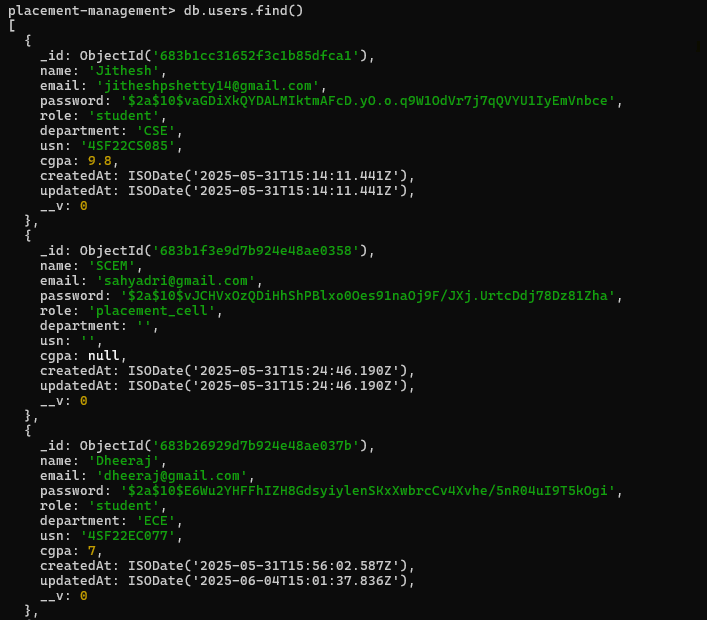 placement-management> db.users.find()
[
  {
    _id: ObjectId('683b1cc31652f3c1b85dfca1'),
    name: 'Jithesh',
    email: 'jitheshpshetty14@gmail.com',
    password: '$2a$10$vaGDiXkQYDALMIktmAFcD.yO.o.q9W1OdVr7j7qQVYU1IyEmVnbce',
    role: 'student',
    department: 'CSE',
    usn: '4SF22CS085',
    cgpa: 9.8,
    createdAt: ISODate('2025-05-31T15:14:11.441Z'),
    updatedAt: ISODate('2025-05-31T15:14:11.441Z'),
    __v: 0
  },
  {
    _id: ObjectId('683b1f3e9d7b924e48ae0358'),
    name: 'SCEM',
    email: 'sahyadri@gmail.com',
    password: '$2a$10$vJCHVxOzQDiHhShPBlxo0Oes91naOj9F/JXj.UrtcDdj78Dz81Zha',
    role: 'placement_cell',
    department: '',
    usn: '',
    cgpa: null,
    createdAt: ISODate('2025-05-31T15:24:46.190Z'),
    updatedAt: ISODate('2025-05-31T15:24:46.190Z'),
    __v: 0
  },
  {
    _id: ObjectId('683b26929d7b924e48ae037b'),
    name: 'Dheeraj',
    email: 'dheeraj@gmail.com',
    password: '$2a$10$E6Wu2YHFFhIZH8GdsyiylenSKxXwbrcCv4Xvhe/5nR04uI9T5kOgi',
    role: 'student',
    department: 'ECE',
    usn: '4SF22EC077',
    cgpa: 7,
    createdAt: ISODate('2025-05-31T15:56:02.587Z'),
    updatedAt: ISODate('2025-06-04T15:01:37.836Z'),
    __v: 0
  },